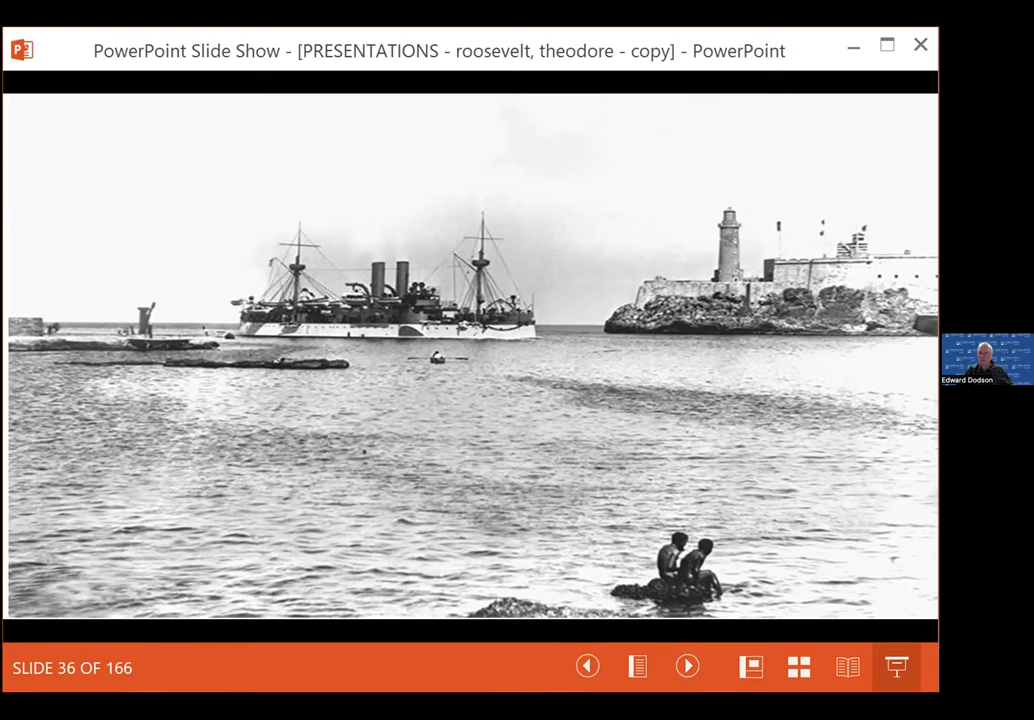 PowerPoint Slide Show - [PRESENTATIONS - roosevelt, theodore - copy] - PowerPoint
Edward Dodson
SLIDE 36 OF 166